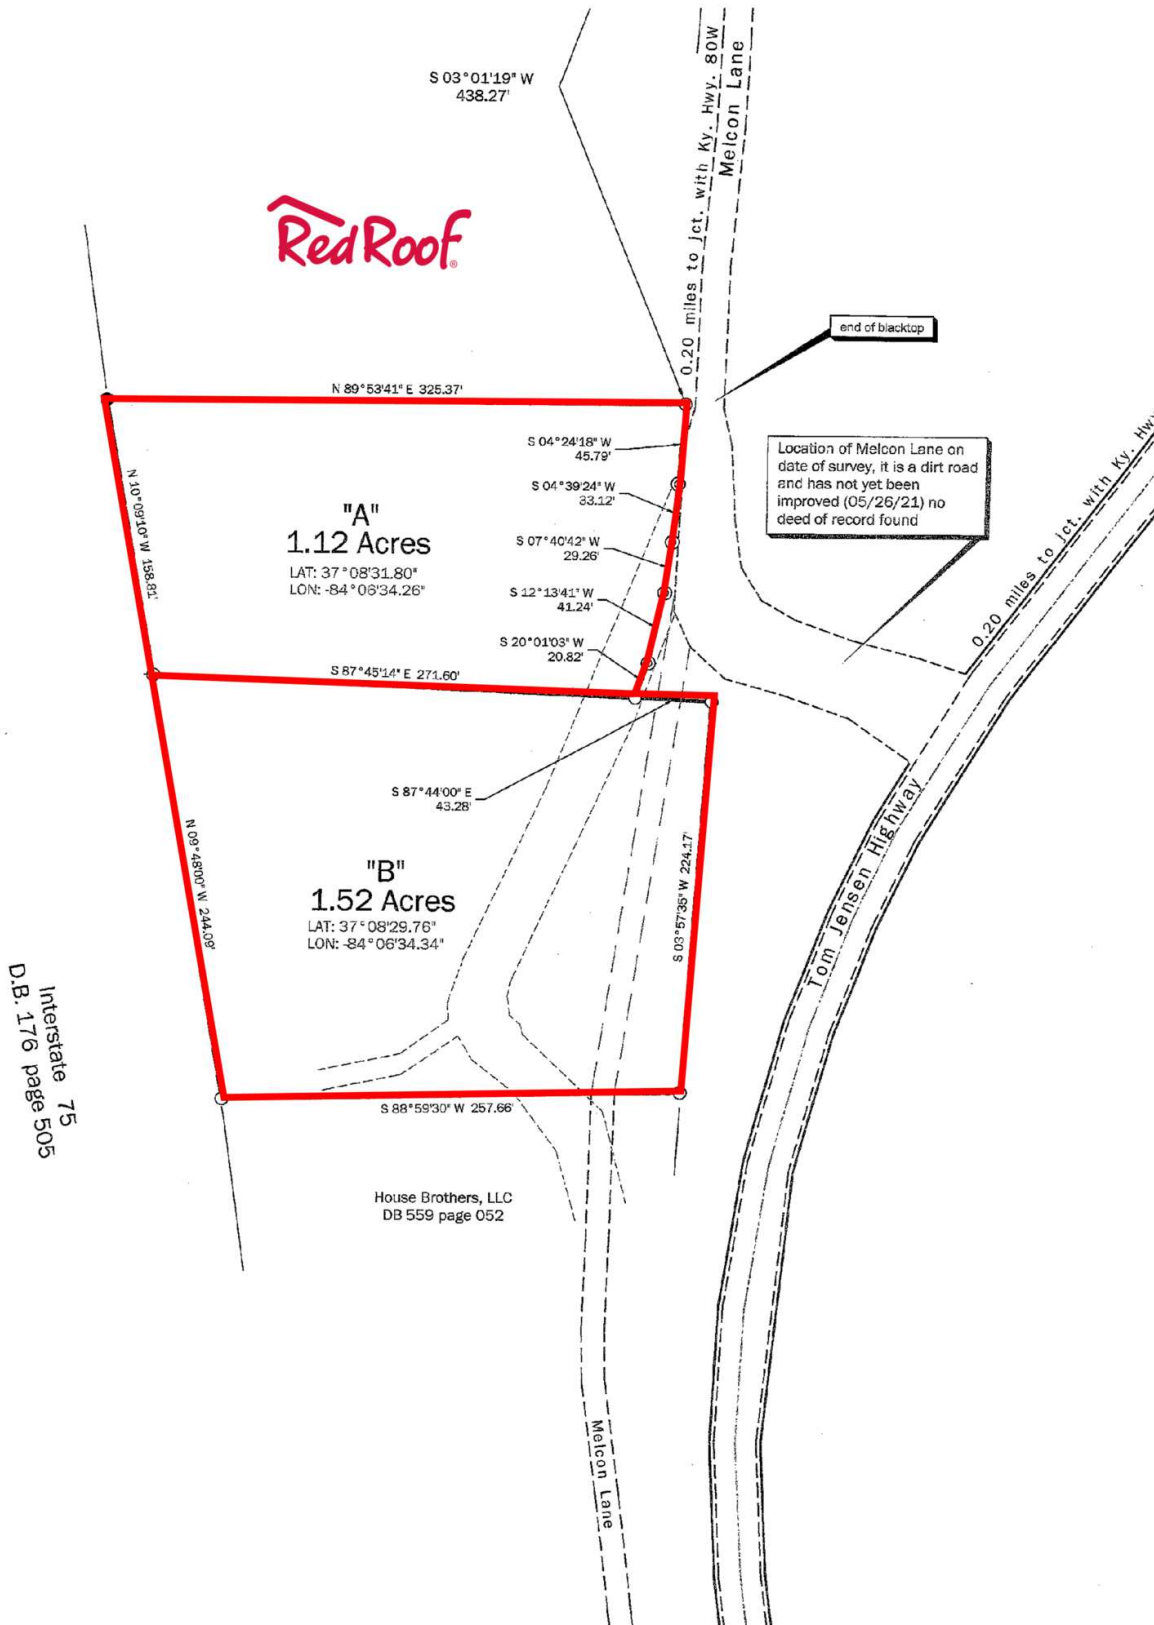 S 03°01'19" W
438.27'
0.20 miles to jct. with Ky. Hwy. 80W
Melcon Lane
RedRoof®
end of blacktop
N 89°53'41" E 325.37'
S 04°24'18" W
45.79'
Location of Melcon Lane on
date of survey, it is a dirt road
and has not yet been
improved (05/26/21) no
deed of record found
0.20 miles to jct. with Ky. Hwy
S 04°39'24" W
33.12'
N 10°09'10" W 158.81'
"A"
1.12 Acres
LAT: 37°08'31.80"
LON: -84°06'34.26"
S 07°40'42" W
29.26'
S 12°13'41" W
41.24'
S 20°01'03" W
20.82'
S 87°45'14" E 271.60'
S 87°44'00" E
43.28'
N 09°48'00" W 244.09'
"B"
1.52 Acres
LAT: 37°08'29.76"
LON: -84°06'34.34"
S 03°57'35" W 224.17'
Tom Jensen Highway
Interstate 75
D.B. 176 page 505
S 88°59'30" W 257.66'
House Brothers, LLC
DB 559 page 052
Melcon Lane